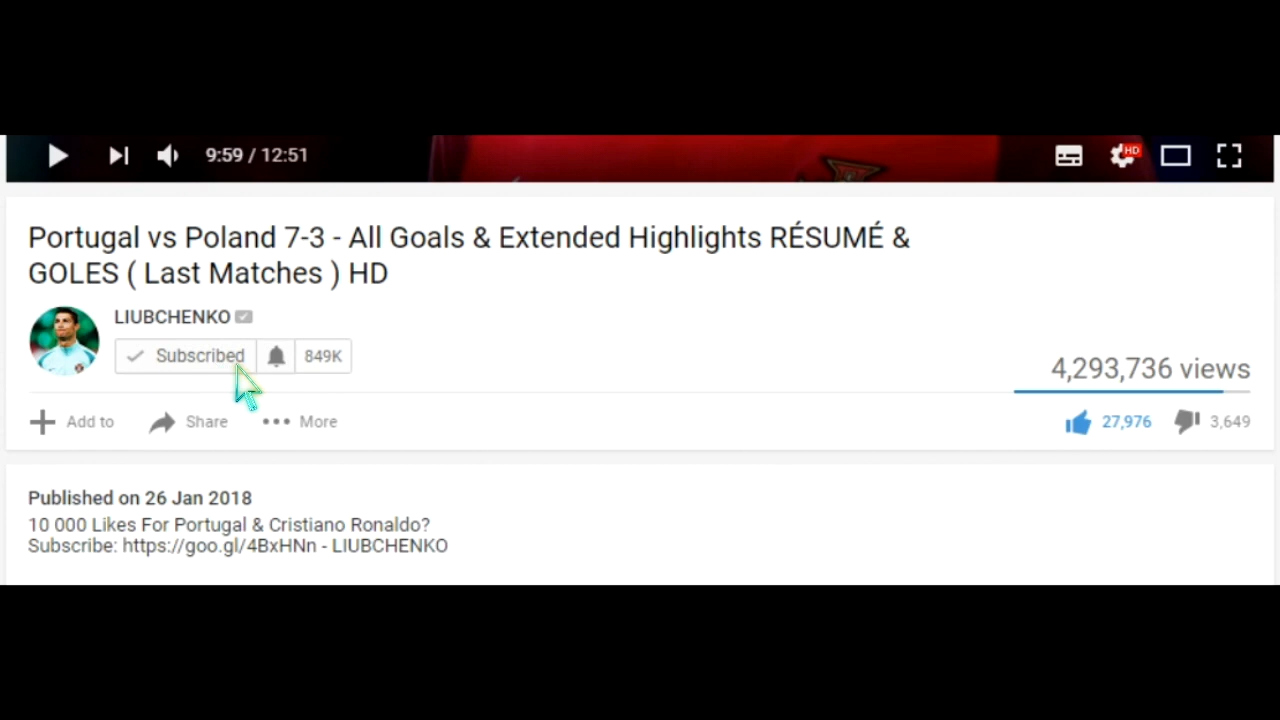 9:59 / 12:51
HD
Portugal vs Poland 7-3 - All Goals & Extended Highlights RÉSUMÉ &
GOLES ( Last Matches ) HD
LIUBCHENKO
Subscribed 849K
4,293,736 views
Add to Share More 27,976 3,649
Published on 26 Jan 2018
10 000 Likes For Portugal & Cristiano Ronaldo?
Subscribe: https://goo.gl/4BxHNn - LIUBCHENKO